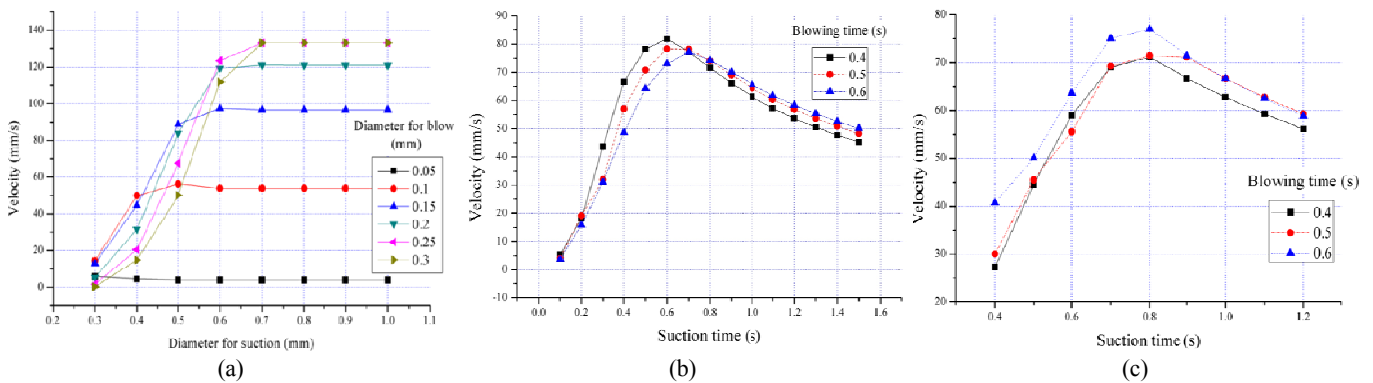 140
120
100
80
60
40
20
0
Velocity (mm/s)
0.2 0.3 0.4 0.5 0.6 0.7 0.8 0.9 1.0 1.1
Diameter for suction (mm)
Diameter for blow
(mm)
0.05
0.1
0.15
0.2
0.25
0.3
(a)
90
80
70
60
50
40
30
20
10
0
-10
Velocity (mm/s)
0.0 0.2 0.4 0.6 0.8 1.0 1.2 1.4 1.6
Suction time (s)
Blowing time (s)
0.4
0.5
0.6
(b)
80
70
60
50
40
30
20
Velocity (mm/s)
0.4 0.6 0.8 1.0 1.2
Suction time (s)
Blowing time (s)
0.4
0.5
0.6
(c)